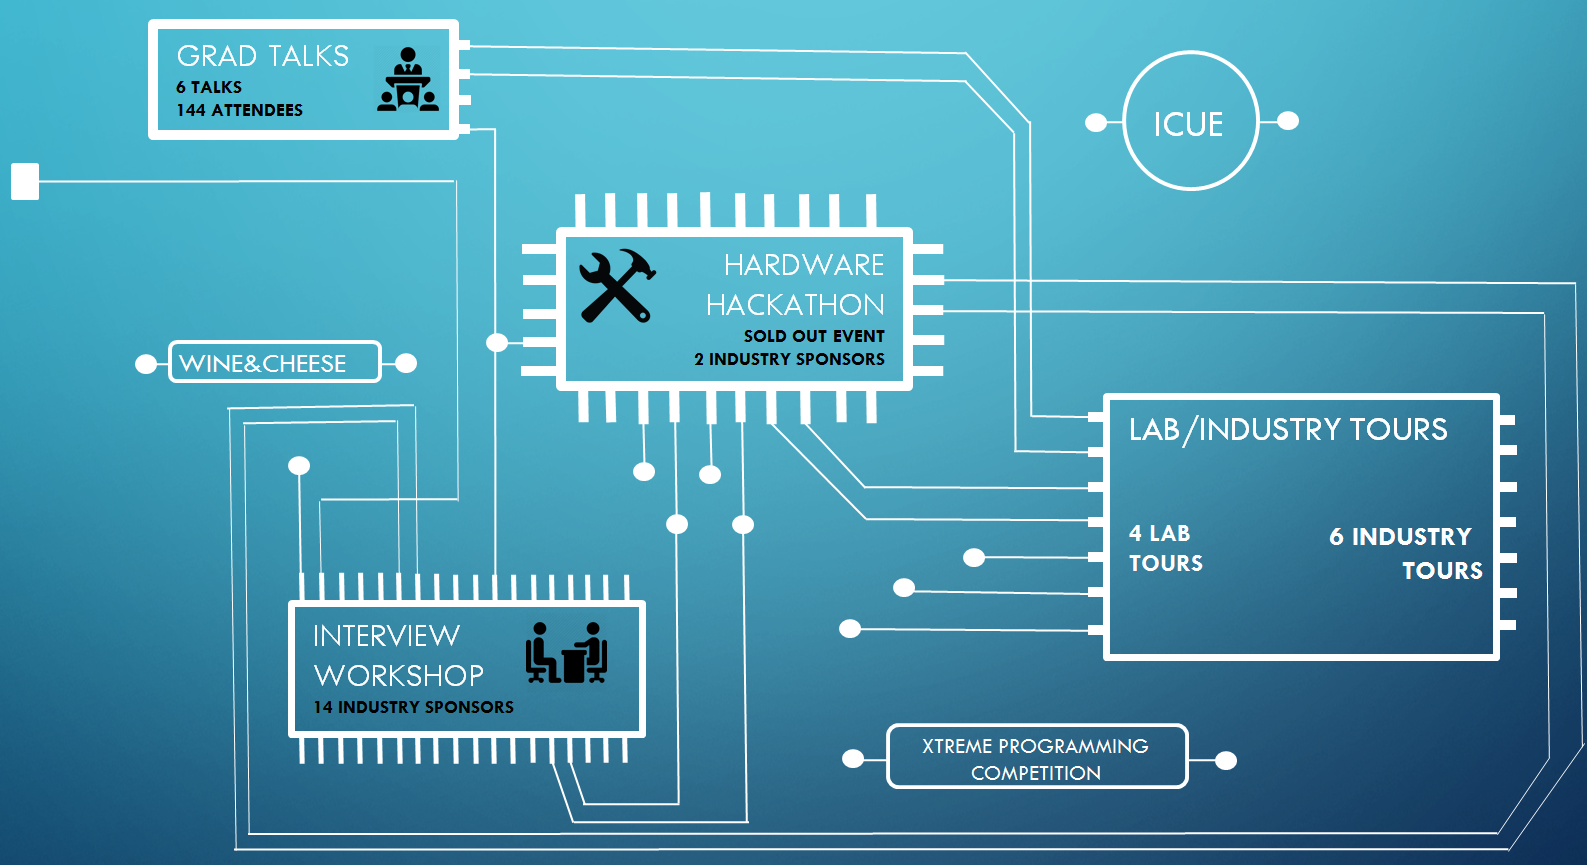 GRAD TALKS
6 TALKS
144 ATTENDEES
ICUE
HARDWARE
HACKATHON
SOLD OUT EVENT
2 INDUSTRY SPONSORS
WINE&CHEESE
LAB/INDUSTRY TOURS
4 LAB
TOURS
6 INDUSTRY
TOURS
INTERVIEW
WORKSHOP
14 INDUSTRY SPONSORS
XTREME PROGRAMMING
COMPETITION